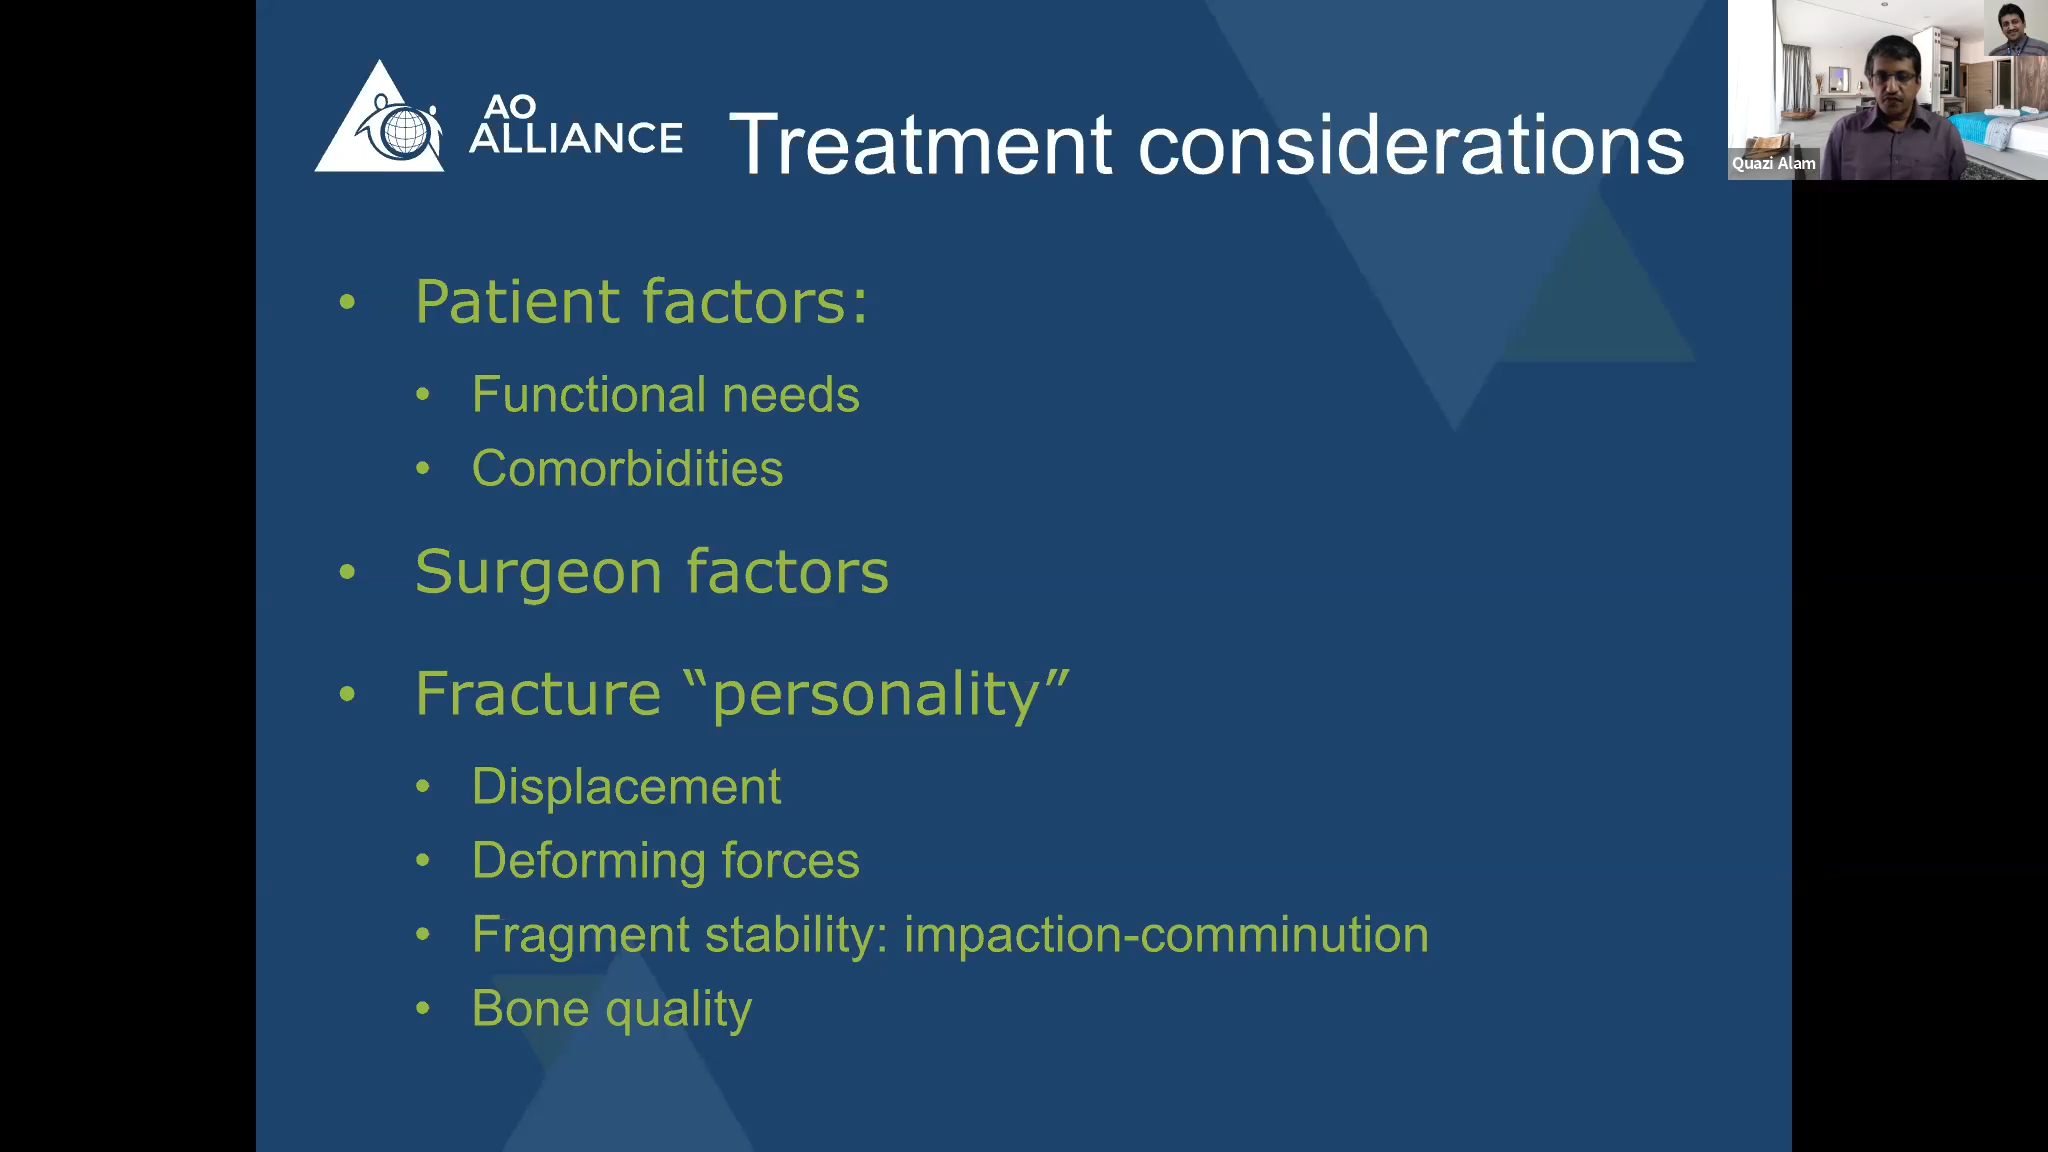 AO
ALLIANCE
Treatment considerations
• Patient factors:
• Functional needs
• Comorbidities
• Surgeon factors
• Fracture “personality”
• Displacement
• Deforming forces
• Fragment stability: impaction-comminution
• Bone quality
Quazi Alam